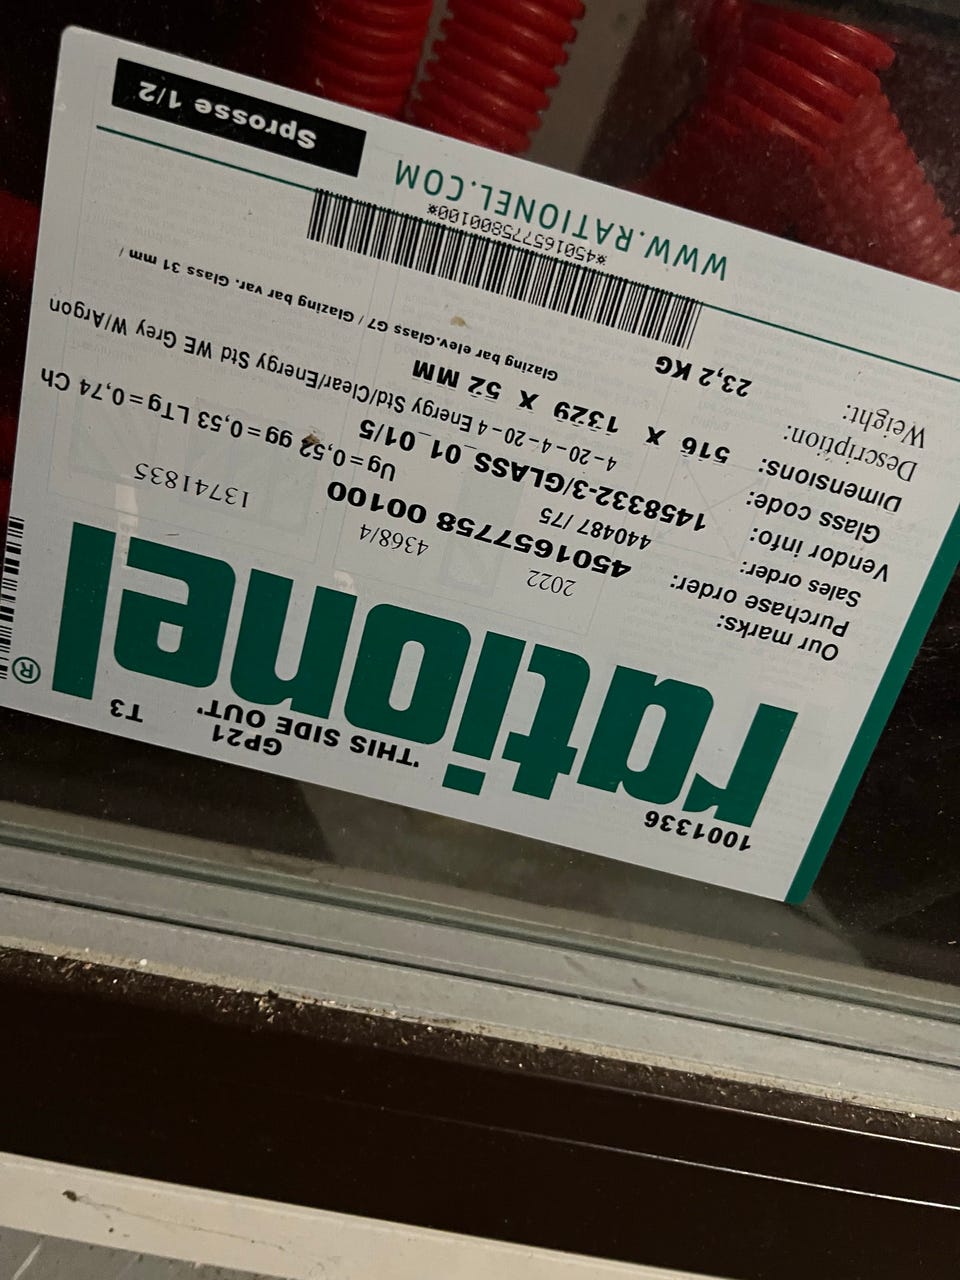 1001336
'THIS SIDE OUT'
GP21
T3
rationel®
Our marks: 2022 4368/4 13741835
Purchase order: 4501657758 00100
Sales order: 440487 /75 Ug=0,52 gg=0,53 LTg=0,74 Ch
Vendor info: 1458332-3/GLASS_01_01/5
Glass code: 4-20-4-20-4 Energy Std/Clear/Energy Std WE Grey W/Argon
Dimensions: 516 X 1329 X 52 MM
Description: Glazing bar elev.Glass G7 / Glazing bar var. Glass 31 mm /
Weight: 23,2 KG
*450165775800100*
WWW.RATIONEL.COM
Sprosse 1/2